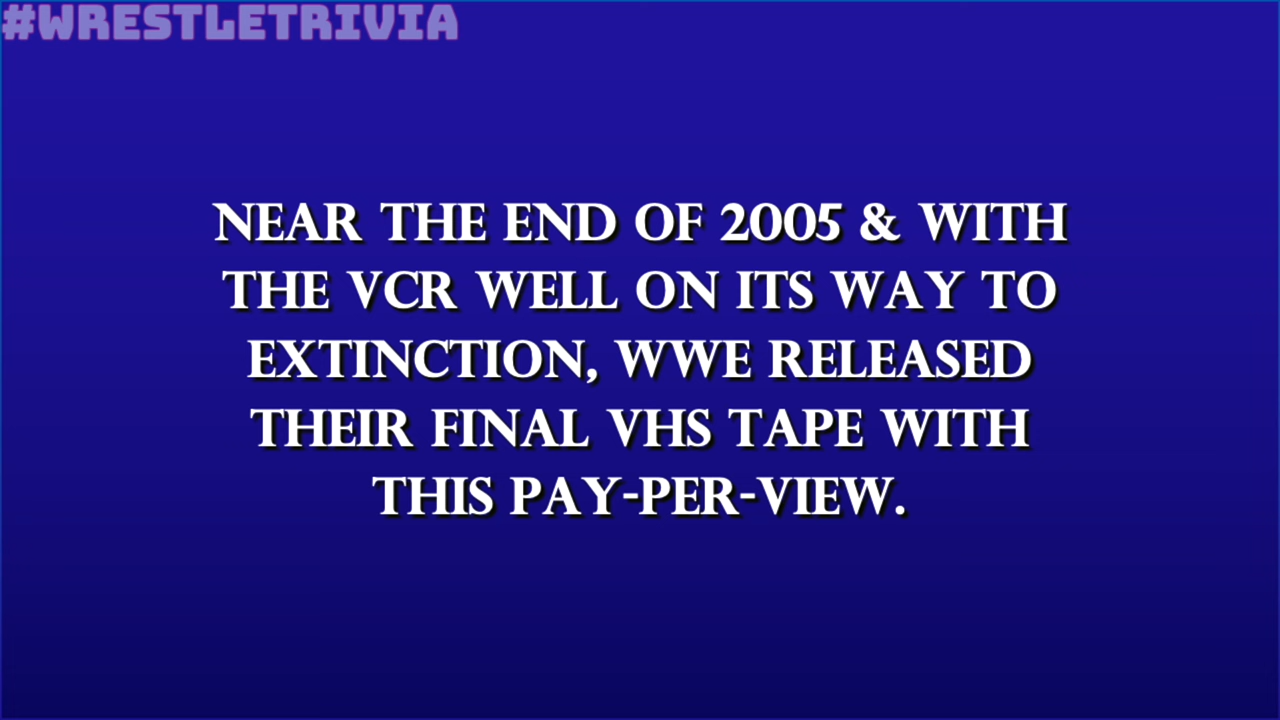 #WRESTLETRIVIA
NEAR THE END OF 2005 & WITH
THE VCR WELL ON ITS WAY TO
EXTINCTION, WWE RELEASED
THEIR FINAL VHS TAPE WITH
THIS PAY-PER-VIEW.